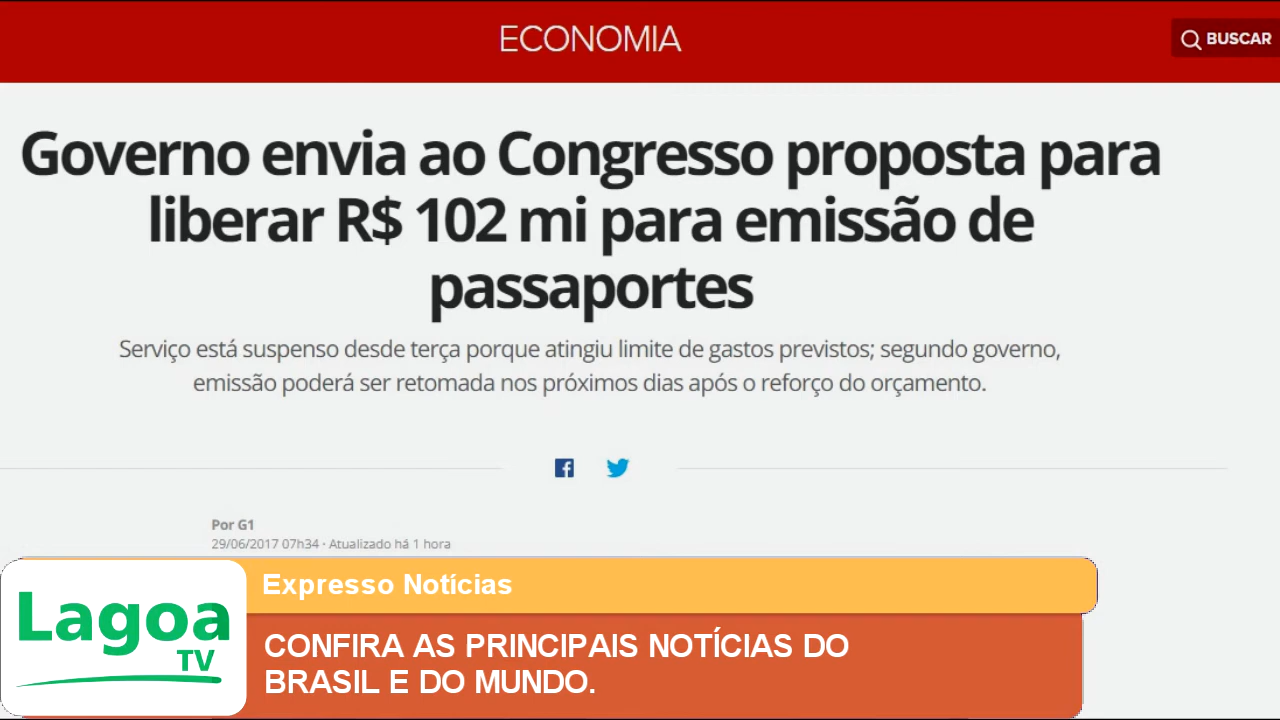 ECONOMIA
BUSCAR
Governo envia ao Congresso proposta para
liberar R$ 102 mi para emissão de
passaportes
Serviço está suspenso desde terça porque atingiu limite de gastos previstos; segundo governo,
emissão poderá ser retomada nos próximos dias após o reforço do orçamento.
Por G1
29/06/2017 07h34 · Atualizado há 1 hora
Lagoa
TV
Expresso Notícias
CONFIRA AS PRINCIPAIS NOTÍCIAS DO
BRASIL E DO MUNDO.